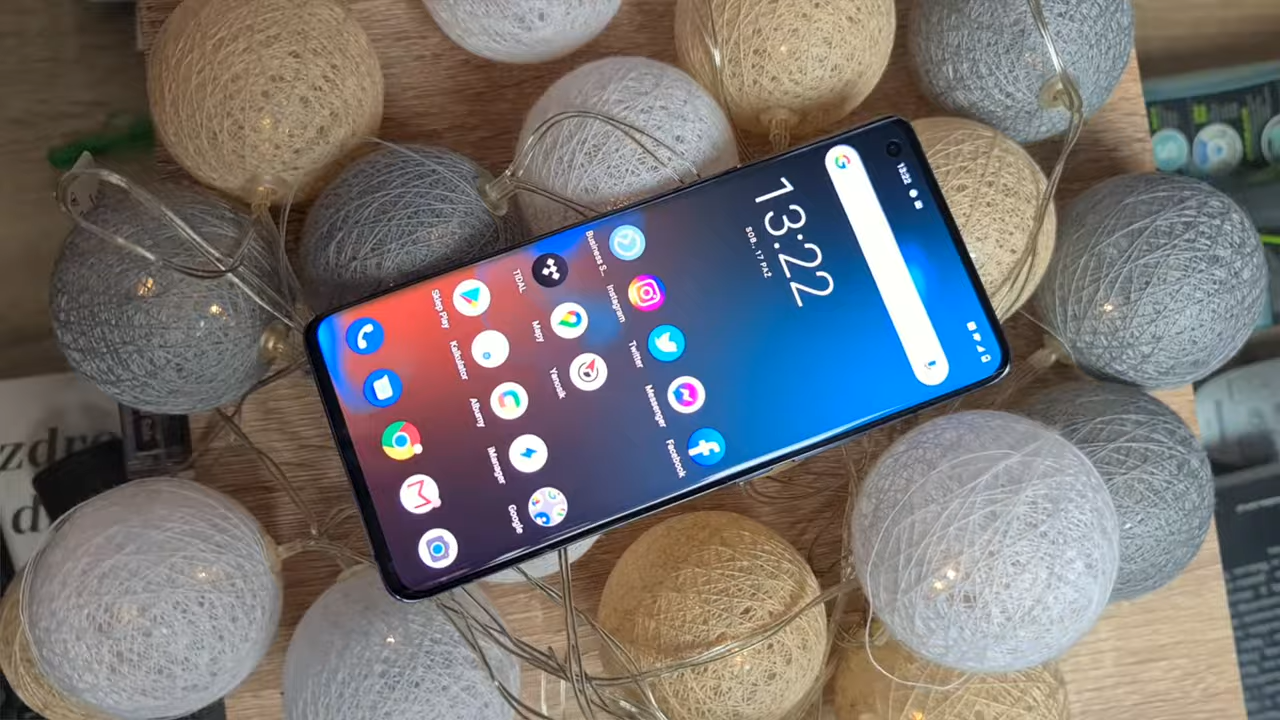 13:22
13:22
SOB., 17 PAŹ.
Business S...
Instagram
Twitter
Messenger
Facebook
TIDAL
Mapy
Yanosik
Sklep Play
Kalkulator
Albumy
iManager
Google
zdro
d